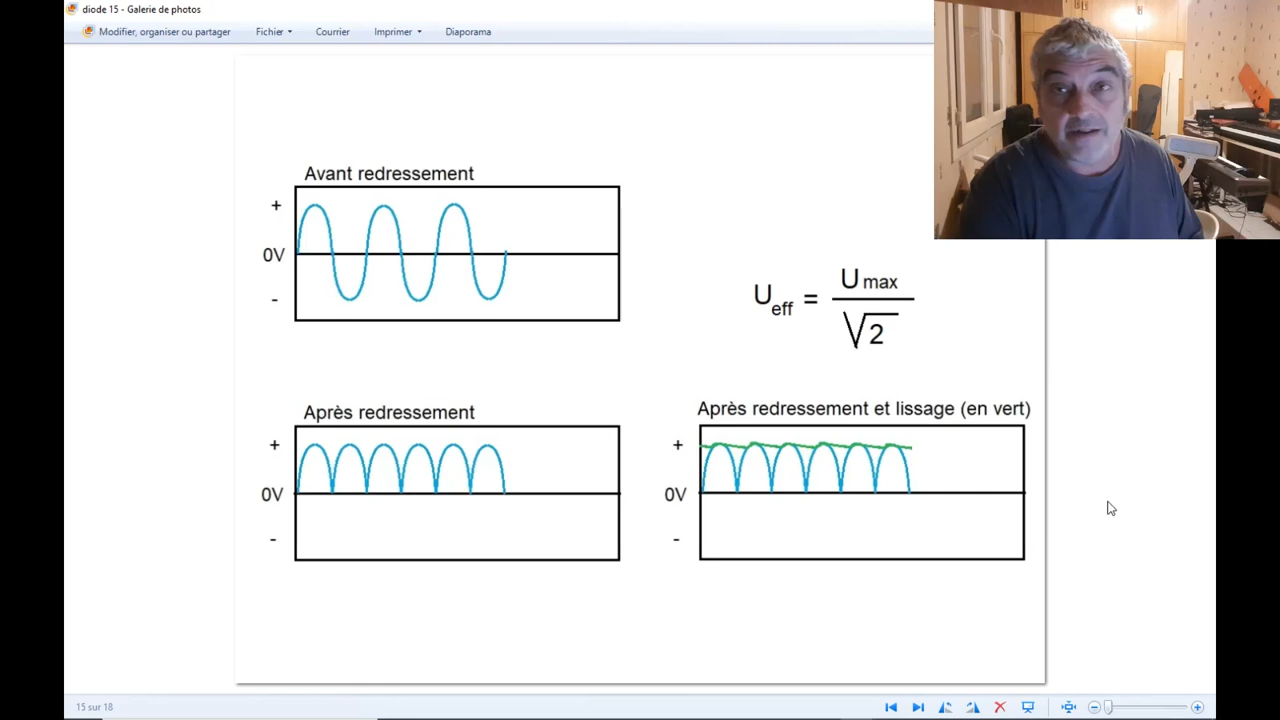 diode 15 - Galerie de photos
Modifier, organiser ou partager Fichier Courrier Imprimer Diaporama
Avant redressement
+
0V
-
U eff = U max / √2
Après redressement
+
0V
-
Après redressement et lissage (en vert)
+
0V
-
15 sur 18